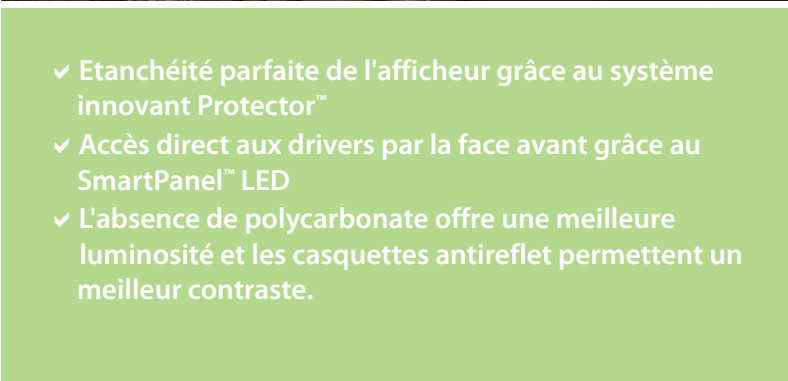 ✓ Etanchéité parfaite de l'afficheur grâce au système
innovant Protector™
✓ Accès direct aux drivers par la face avant grâce au
SmartPanel™ LED
✓ L'absence de polycarbonate offre une meilleure
luminosité et les casquettes antireflet permettent un
meilleur contraste.